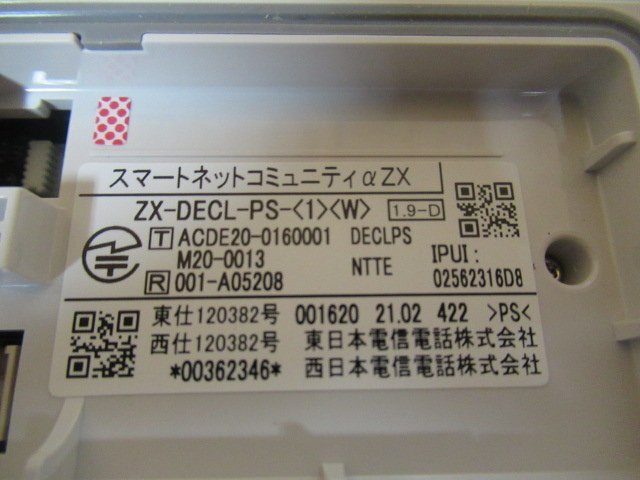 スマートネットコミュニティαZX
ZX-DECL-PS-<1><W> 1.9-D
T ACDE20-0160001 DECLPS
M20-0013 NTTE IPUI:
R 001-A05208 02562316D8
東仕120382号 001620 21.02 422 >PS<
西仕120382号 東日本電信電話株式会社
*00362346* 西日本電信電話株式会社